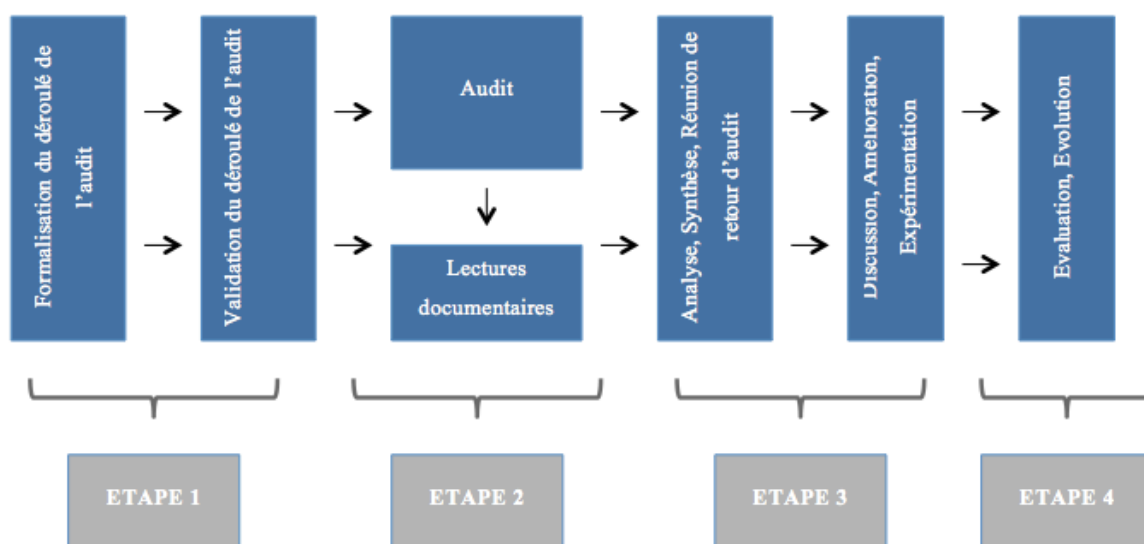 Formalisation du déroulé de
l’audit
Validation du déroulé de l’audit
Audit
Lectures
documentaires
Analyse, Synthèse, Réunion de
retour d’audit
Discussion, Amélioration,
Expérimentation
Evaluation, Evolution
ETAPE 1
ETAPE 2
ETAPE 3
ETAPE 4